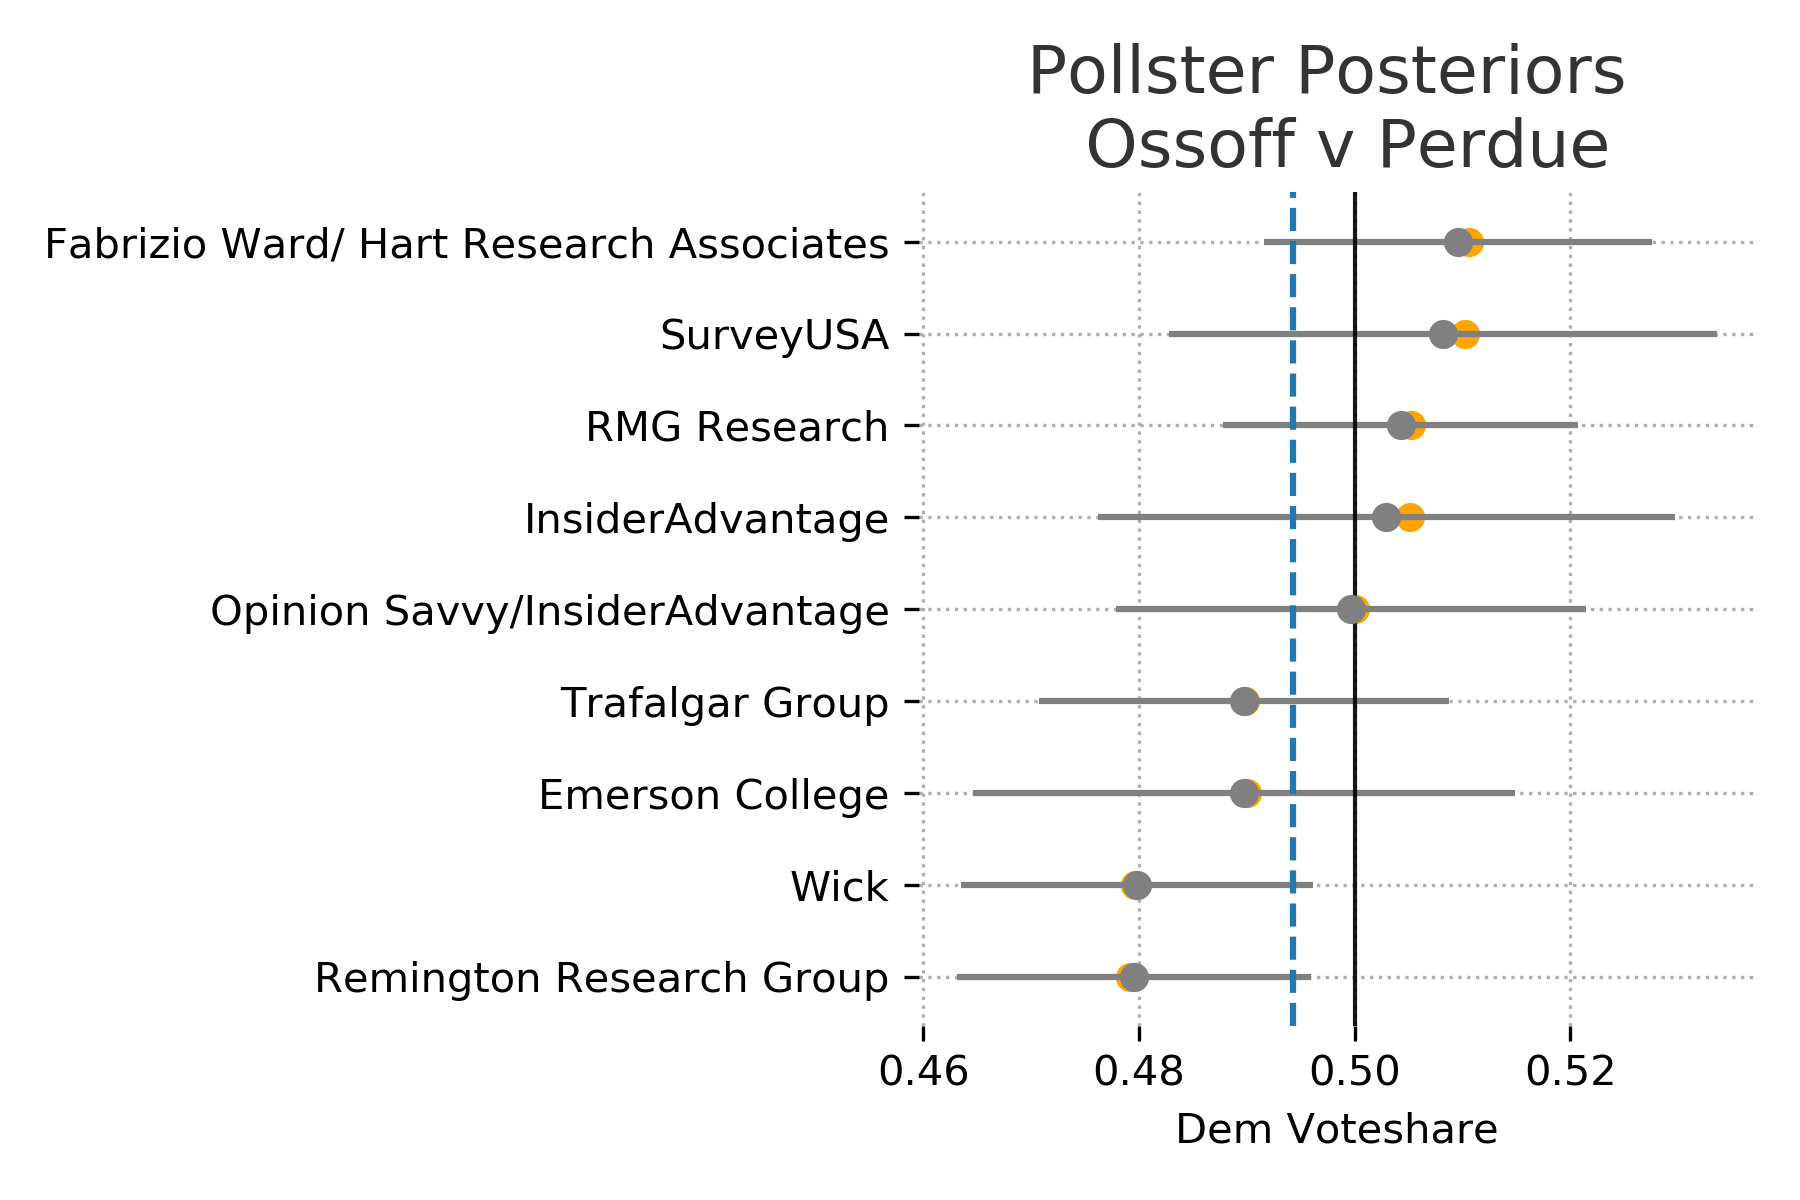 Pollster Posteriors
Ossoff v Perdue
Fabrizio Ward/ Hart Research Associates
SurveyUSA
RMG Research
InsiderAdvantage
Opinion Savvy/InsiderAdvantage
Trafalgar Group
Emerson College
Wick
Remington Research Group
0.46 0.48 0.50 0.52
Dem Voteshare